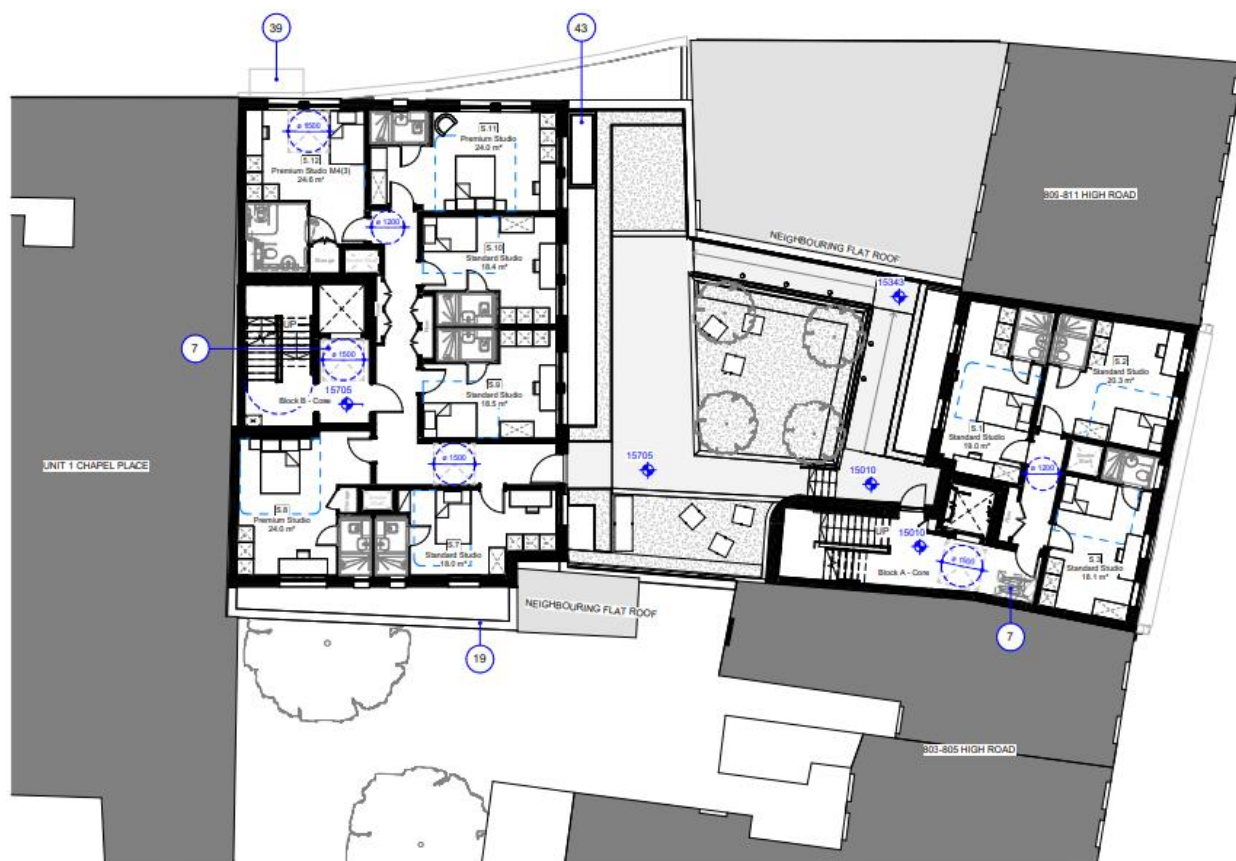 39
43
ø 1500
S.12
Premium Studio M4(3)
24.6 m²
S.11
Premium Studio
24.0 m²
809-811 HIGH ROAD
ø 1200
S.10
Standard Studio
18.4 m²
Storage
NEIGHBOURING FLAT ROOF
15343
UP
7
ø 1500
15705
Block B - Core
S.9
Standard Studio
18.5 m²
S.2
Standard Studio
20.3 m²
S.1
Standard Studio
19.0 m²
UNIT 1 CHAPEL PLACE
ø 1500
15705
15010
ø 1200
S.8
Premium Studio
24.0 m²
S.7
Standard Studio
18.0 m²
UP
15010
Block A - Core
ø 1500
S.3
Standard Studio
18.1 m²
NEIGHBOURING FLAT ROOF
19
7
803-805 HIGH ROAD